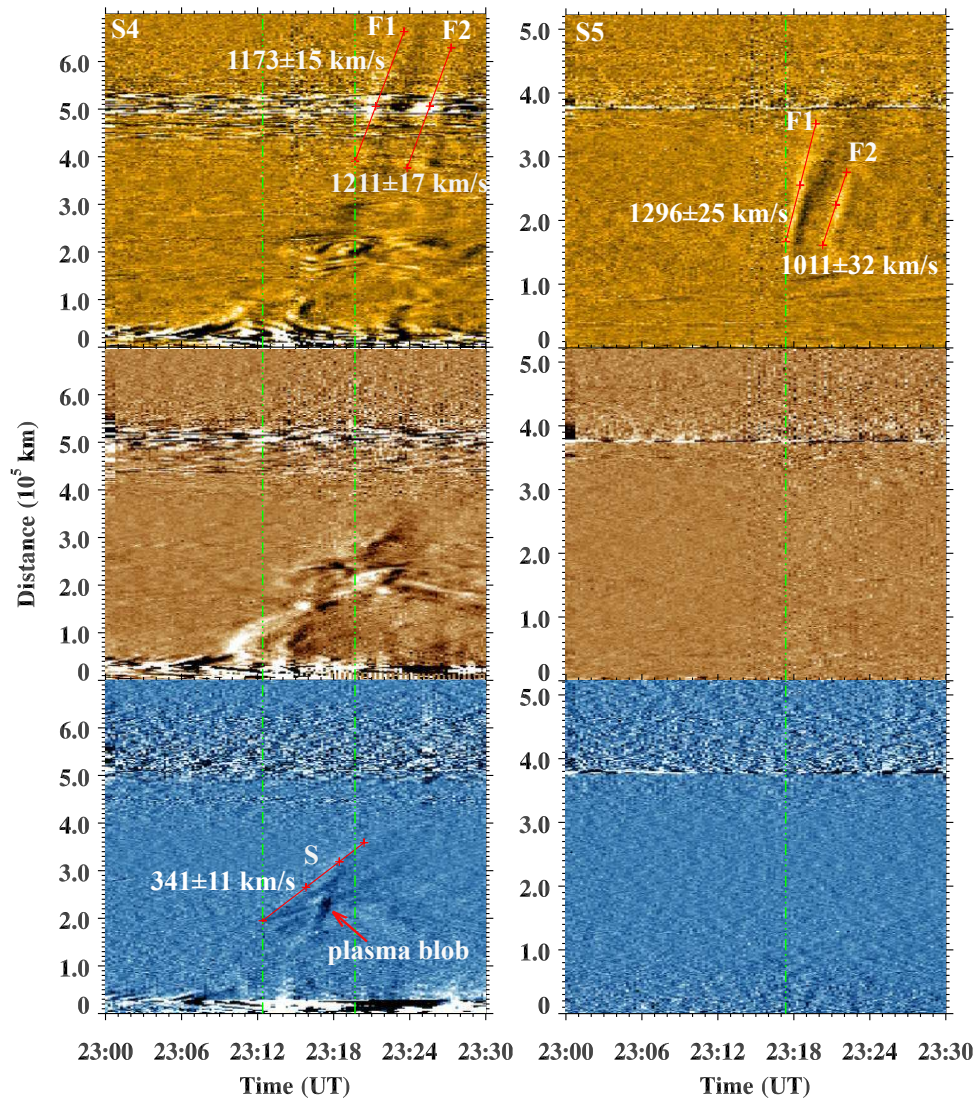 S4
F1
F2
1173±15 km/s
1211±17 km/s
6.0
5.0
4.0
3.0
2.0
1.0
0
S5
F1
F2
1296±25 km/s
1011±32 km/s
5.0
4.0
3.0
2.0
1.0
0
Distance (10⁵ km)
6.0
5.0
4.0
3.0
2.0
1.0
0
5.0
4.0
3.0
2.0
1.0
0
6.0
5.0
4.0
3.0
2.0
1.0
0
S
341±11 km/s
plasma blob
5.0
4.0
3.0
2.0
1.0
0
23:00 23:06 23:12 23:18 23:24 23:30
Time (UT)
23:00 23:06 23:12 23:18 23:24 23:30
Time (UT)